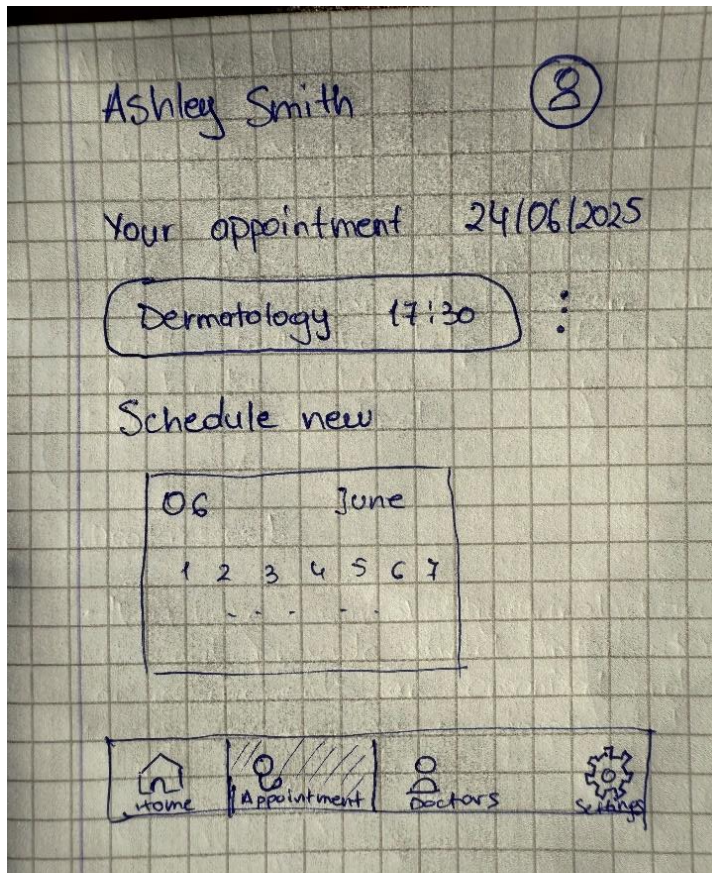 Ashley Smith
Your appointment 24/06/2025
Dermatology 17:30
Schedule new
06 June
1 2 3 4 5 6 7
Home Appointment Doctors Settings